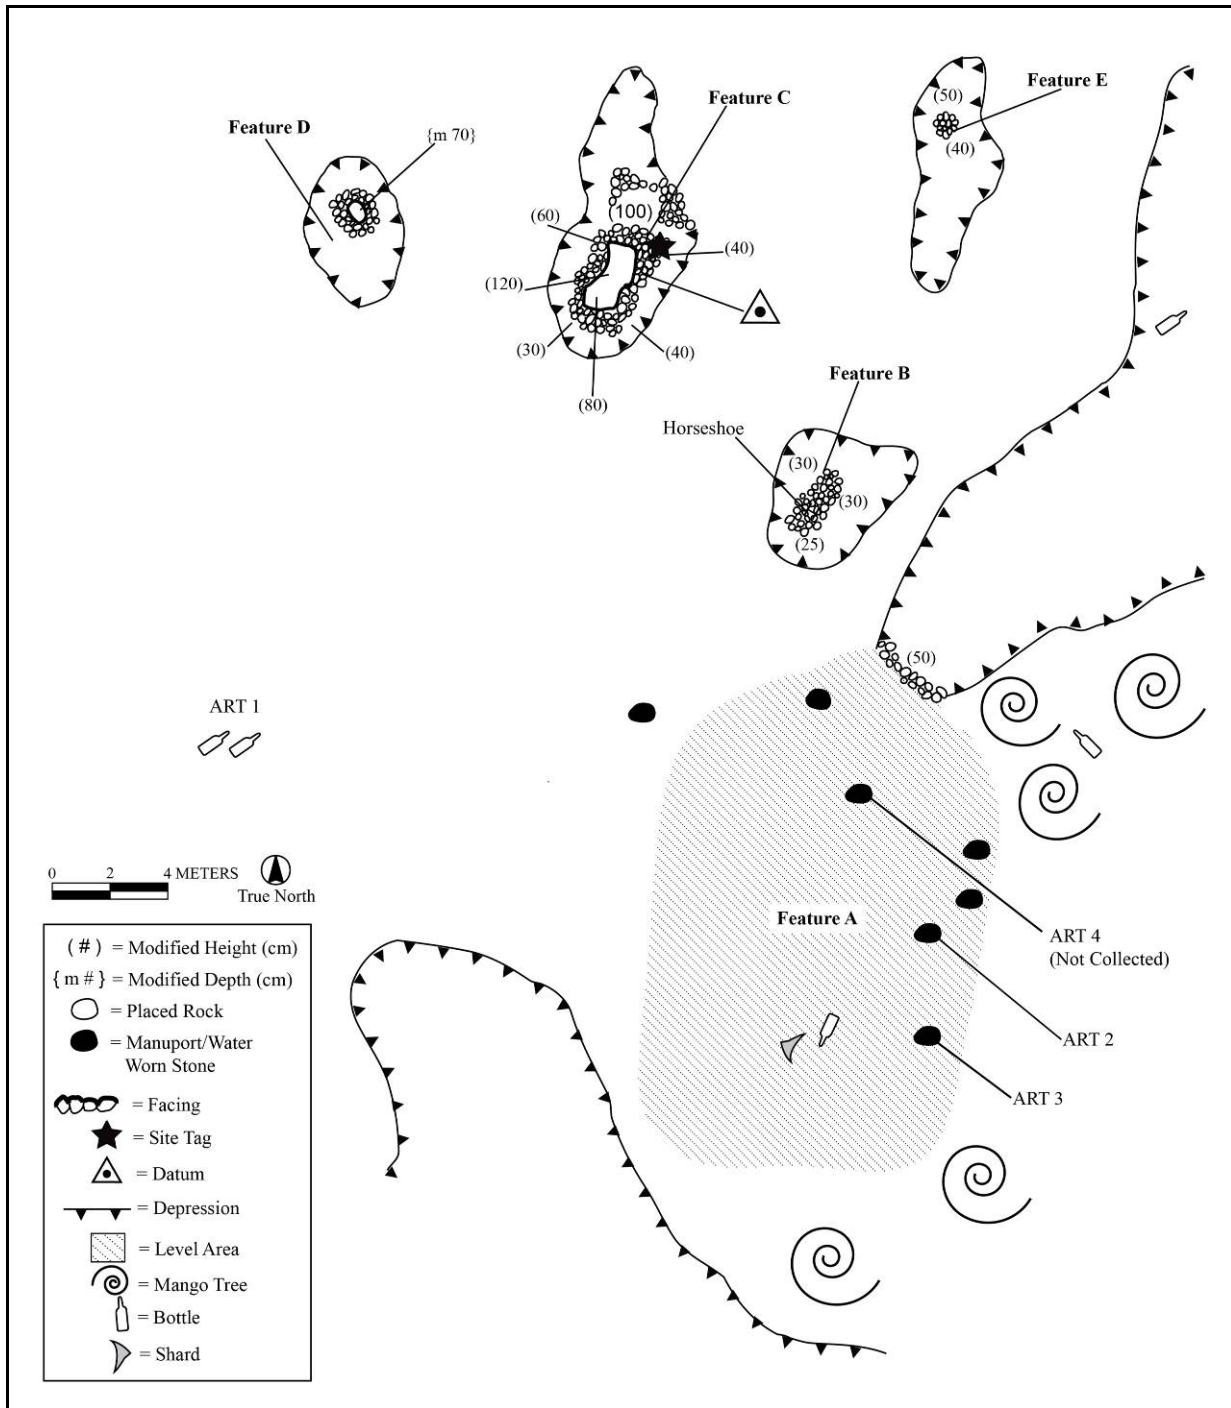 Feature D
{m 70}
Feature C
Feature E
(50)
(40)
(100)
(60)
(40)
(120)
(30)
(40)
(80)
Feature B
Horseshoe
(30)
(30)
(25)
(50)
ART 1
0 2 4 METERS
True North
Feature A
ART 4
(Not Collected)
ART 2
ART 3
(#) = Modified Height (cm)
{m #} = Modified Depth (cm)
= Placed Rock
= Manuport/Water
Worn Stone
= Facing
= Site Tag
= Datum
= Depression
= Level Area
= Mango Tree
= Bottle
= Shard